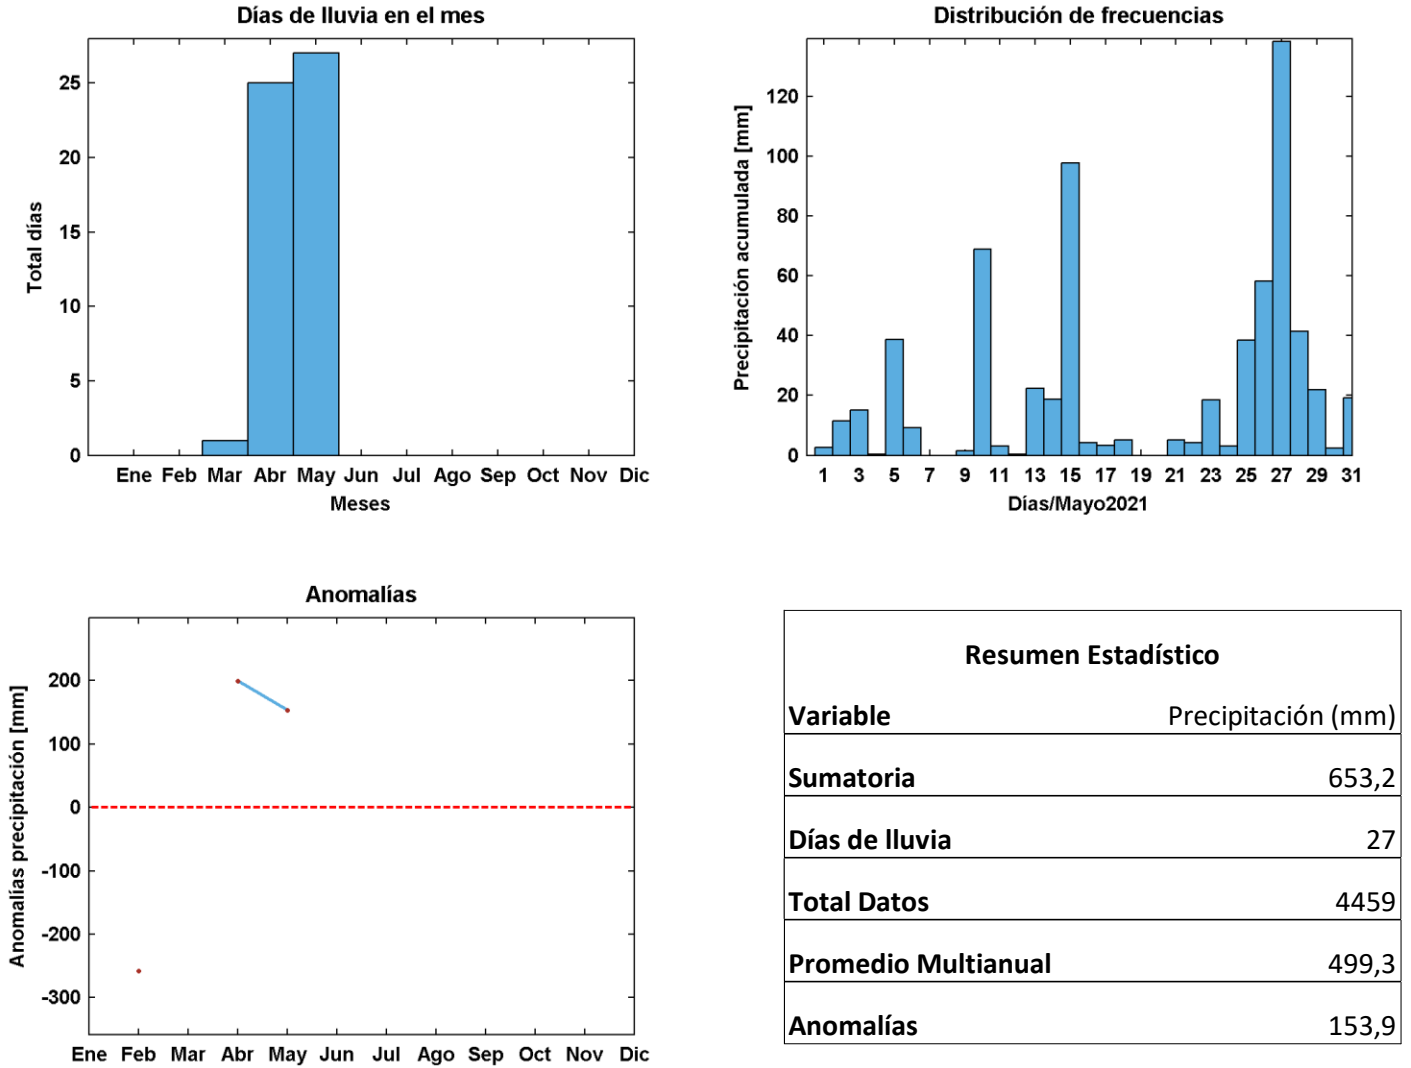 Días de lluvia en el mes
25
20
15
10
5
0
Total días
Ene Feb Mar Abr May Jun Jul Ago Sep Oct Nov Dic
Meses
Distribución de frecuencias
120
100
80
60
40
20
0
Precipitación acumulada [mm]
1 3 5 7 9 11 13 15 17 19 21 23 25 27 29 31
Días/Mayo2021
Anomalías
200
100
0
-100
-200
-300
Anomalías precipitación [mm]
Ene Feb Mar Abr May Jun Jul Ago Sep Oct Nov Dic
Resumen Estadístico
Variable Precipitación (mm)
Sumatoria 653,2
Días de lluvia 27
Total Datos 4459
Promedio Multianual 499,3
Anomalías 153,9